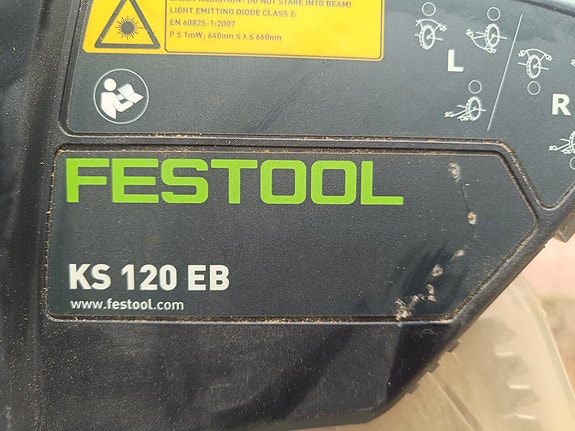 LIGHT EMITTING DIODE CLASS 2:
EN 60825-1:2007
P ≤ 1mW; 640nm ≤ λ ≤ 660nm
L
R
FESTOOL
KS 120 EB
www.festool.com